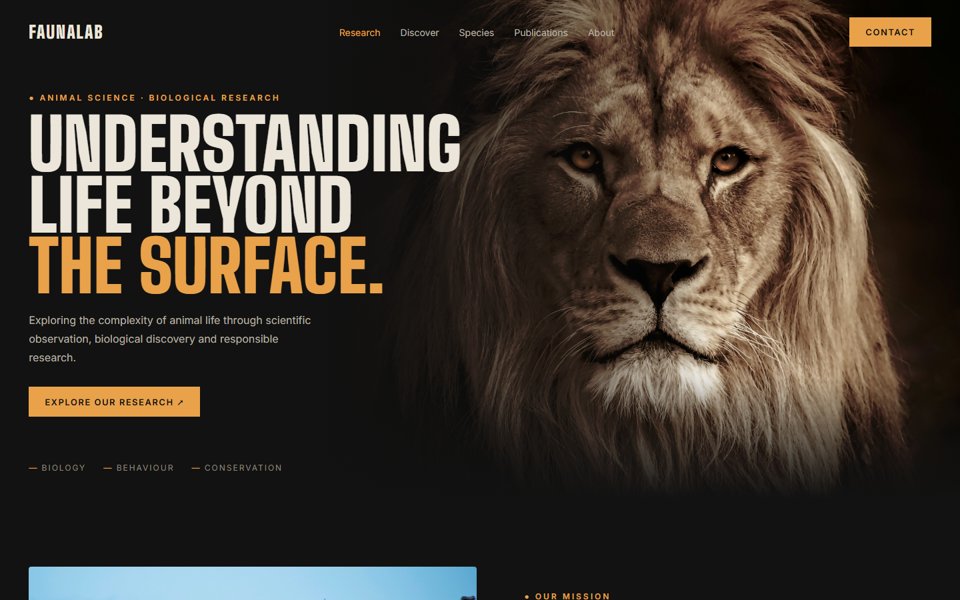 FAUNALAB
Research Discover Species Publications About
CONTACT
• ANIMAL SCIENCE · BIOLOGICAL RESEARCH
UNDERSTANDING
LIFE BEYOND
THE SURFACE.
Exploring the complexity of animal life through scientific
observation, biological discovery and responsible
research.
EXPLORE OUR RESEARCH ↗
— BIOLOGY — BEHAVIOUR — CONSERVATION
• OUR MISSION